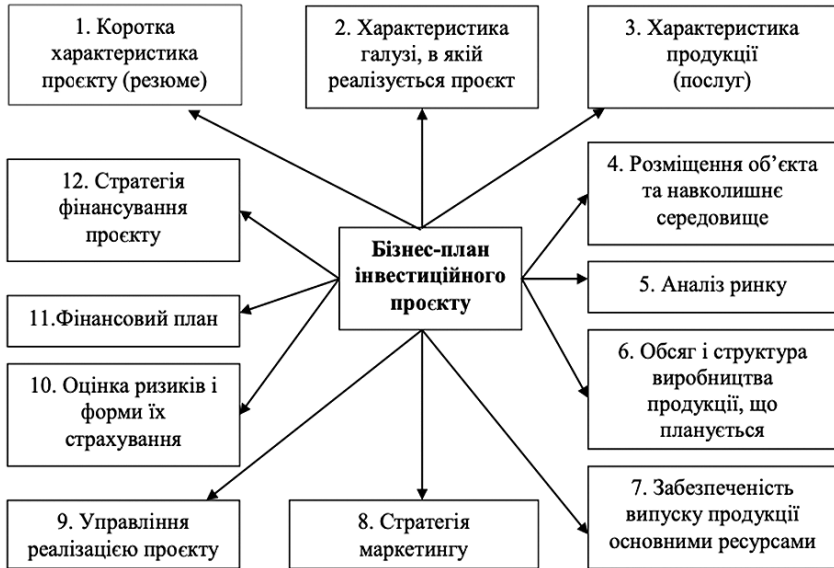 1. Коротка
характеристика
проєкту (резюме)
2. Характеристика
галузі, в якій
реалізується проєкт
3. Характеристика
продукції
(послуг)
12. Стратегія
фінансування
проєкту
4. Розміщення об’єкта
та навколишнє
середовище
Бізнес-план
інвестиційного
проєкту
5. Аналіз ринку
11.Фінансовий план
6. Обсяг і структура
виробництва
продукції, що
планується
10. Оцінка ризиків і
форми їх
страхування
7. Забезпеченість
випуску продукції
основними ресурсами
9. Управління
реалізацією проєкту
8. Стратегія
маркетингу